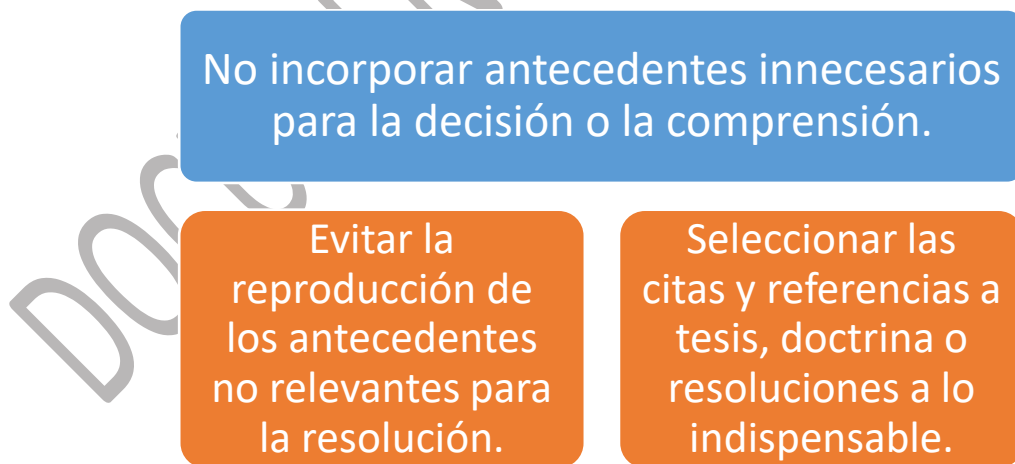 No incorporar antecedentes innecesarios
para la decisión o la comprensión.
Evitar la
reproducción de
los antecedentes
no relevantes para
la resolución.
Seleccionar las
citas y referencias a
tesis, doctrina o
resoluciones a lo
indispensable.